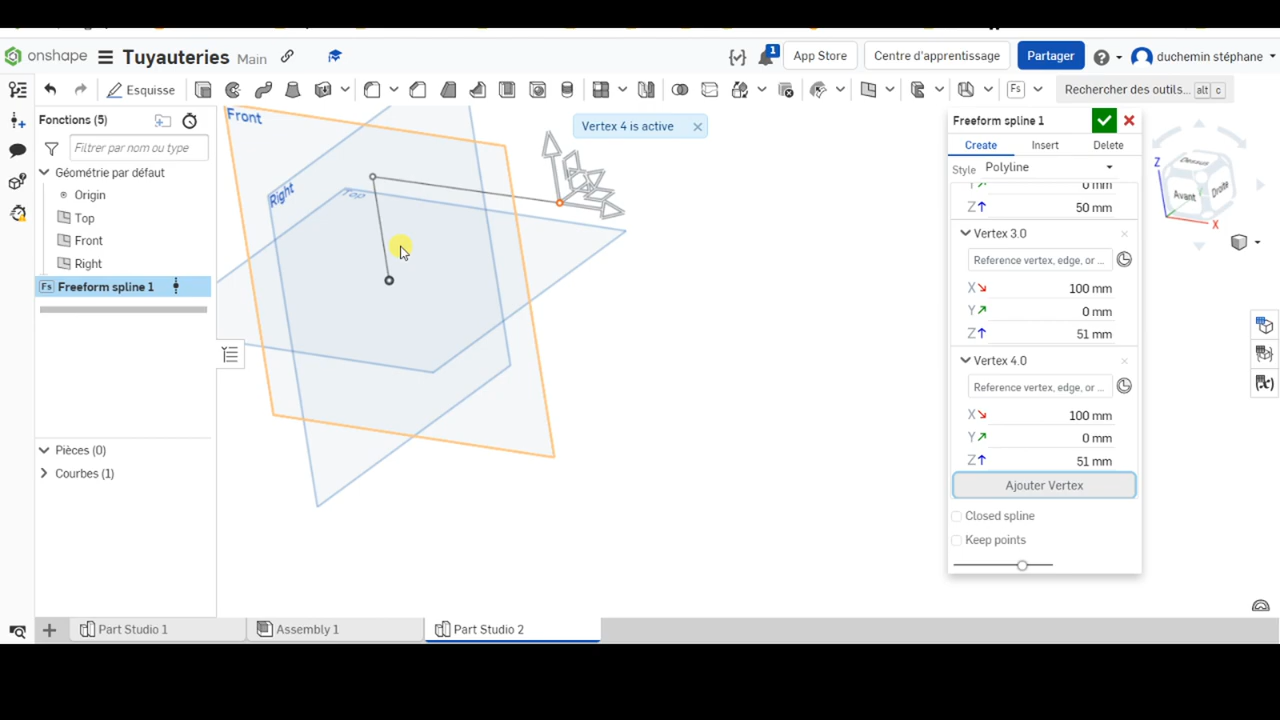 onshape Tuyauteries Main 1 App Store Centre d'apprentissage Partager duchemin stéphane
Esquisse Fs Rechercher des outils... alt c
Fonctions (5)
Filtrer par nom ou type
Géométrie par défaut
Origin
Top
Front
Right
Fs Freeform spline 1
Pièces (0)
Courbes (1)
Front
Right
Top
Vertex 4 is active
Freeform spline 1
Create Insert Delete
Style Polyline
Y 0 mm
Z 50 mm
Vertex 3.0
Reference vertex, edge, or ...
X 100 mm
Y 0 mm
Z 51 mm
Vertex 4.0
Reference vertex, edge, or ...
X 100 mm
Y 0 mm
Z 51 mm
Ajouter Vertex
Closed spline
Keep points
Z Dessus
Avant Droite
X
(x)
Part Studio 1 Assembly 1 Part Studio 2